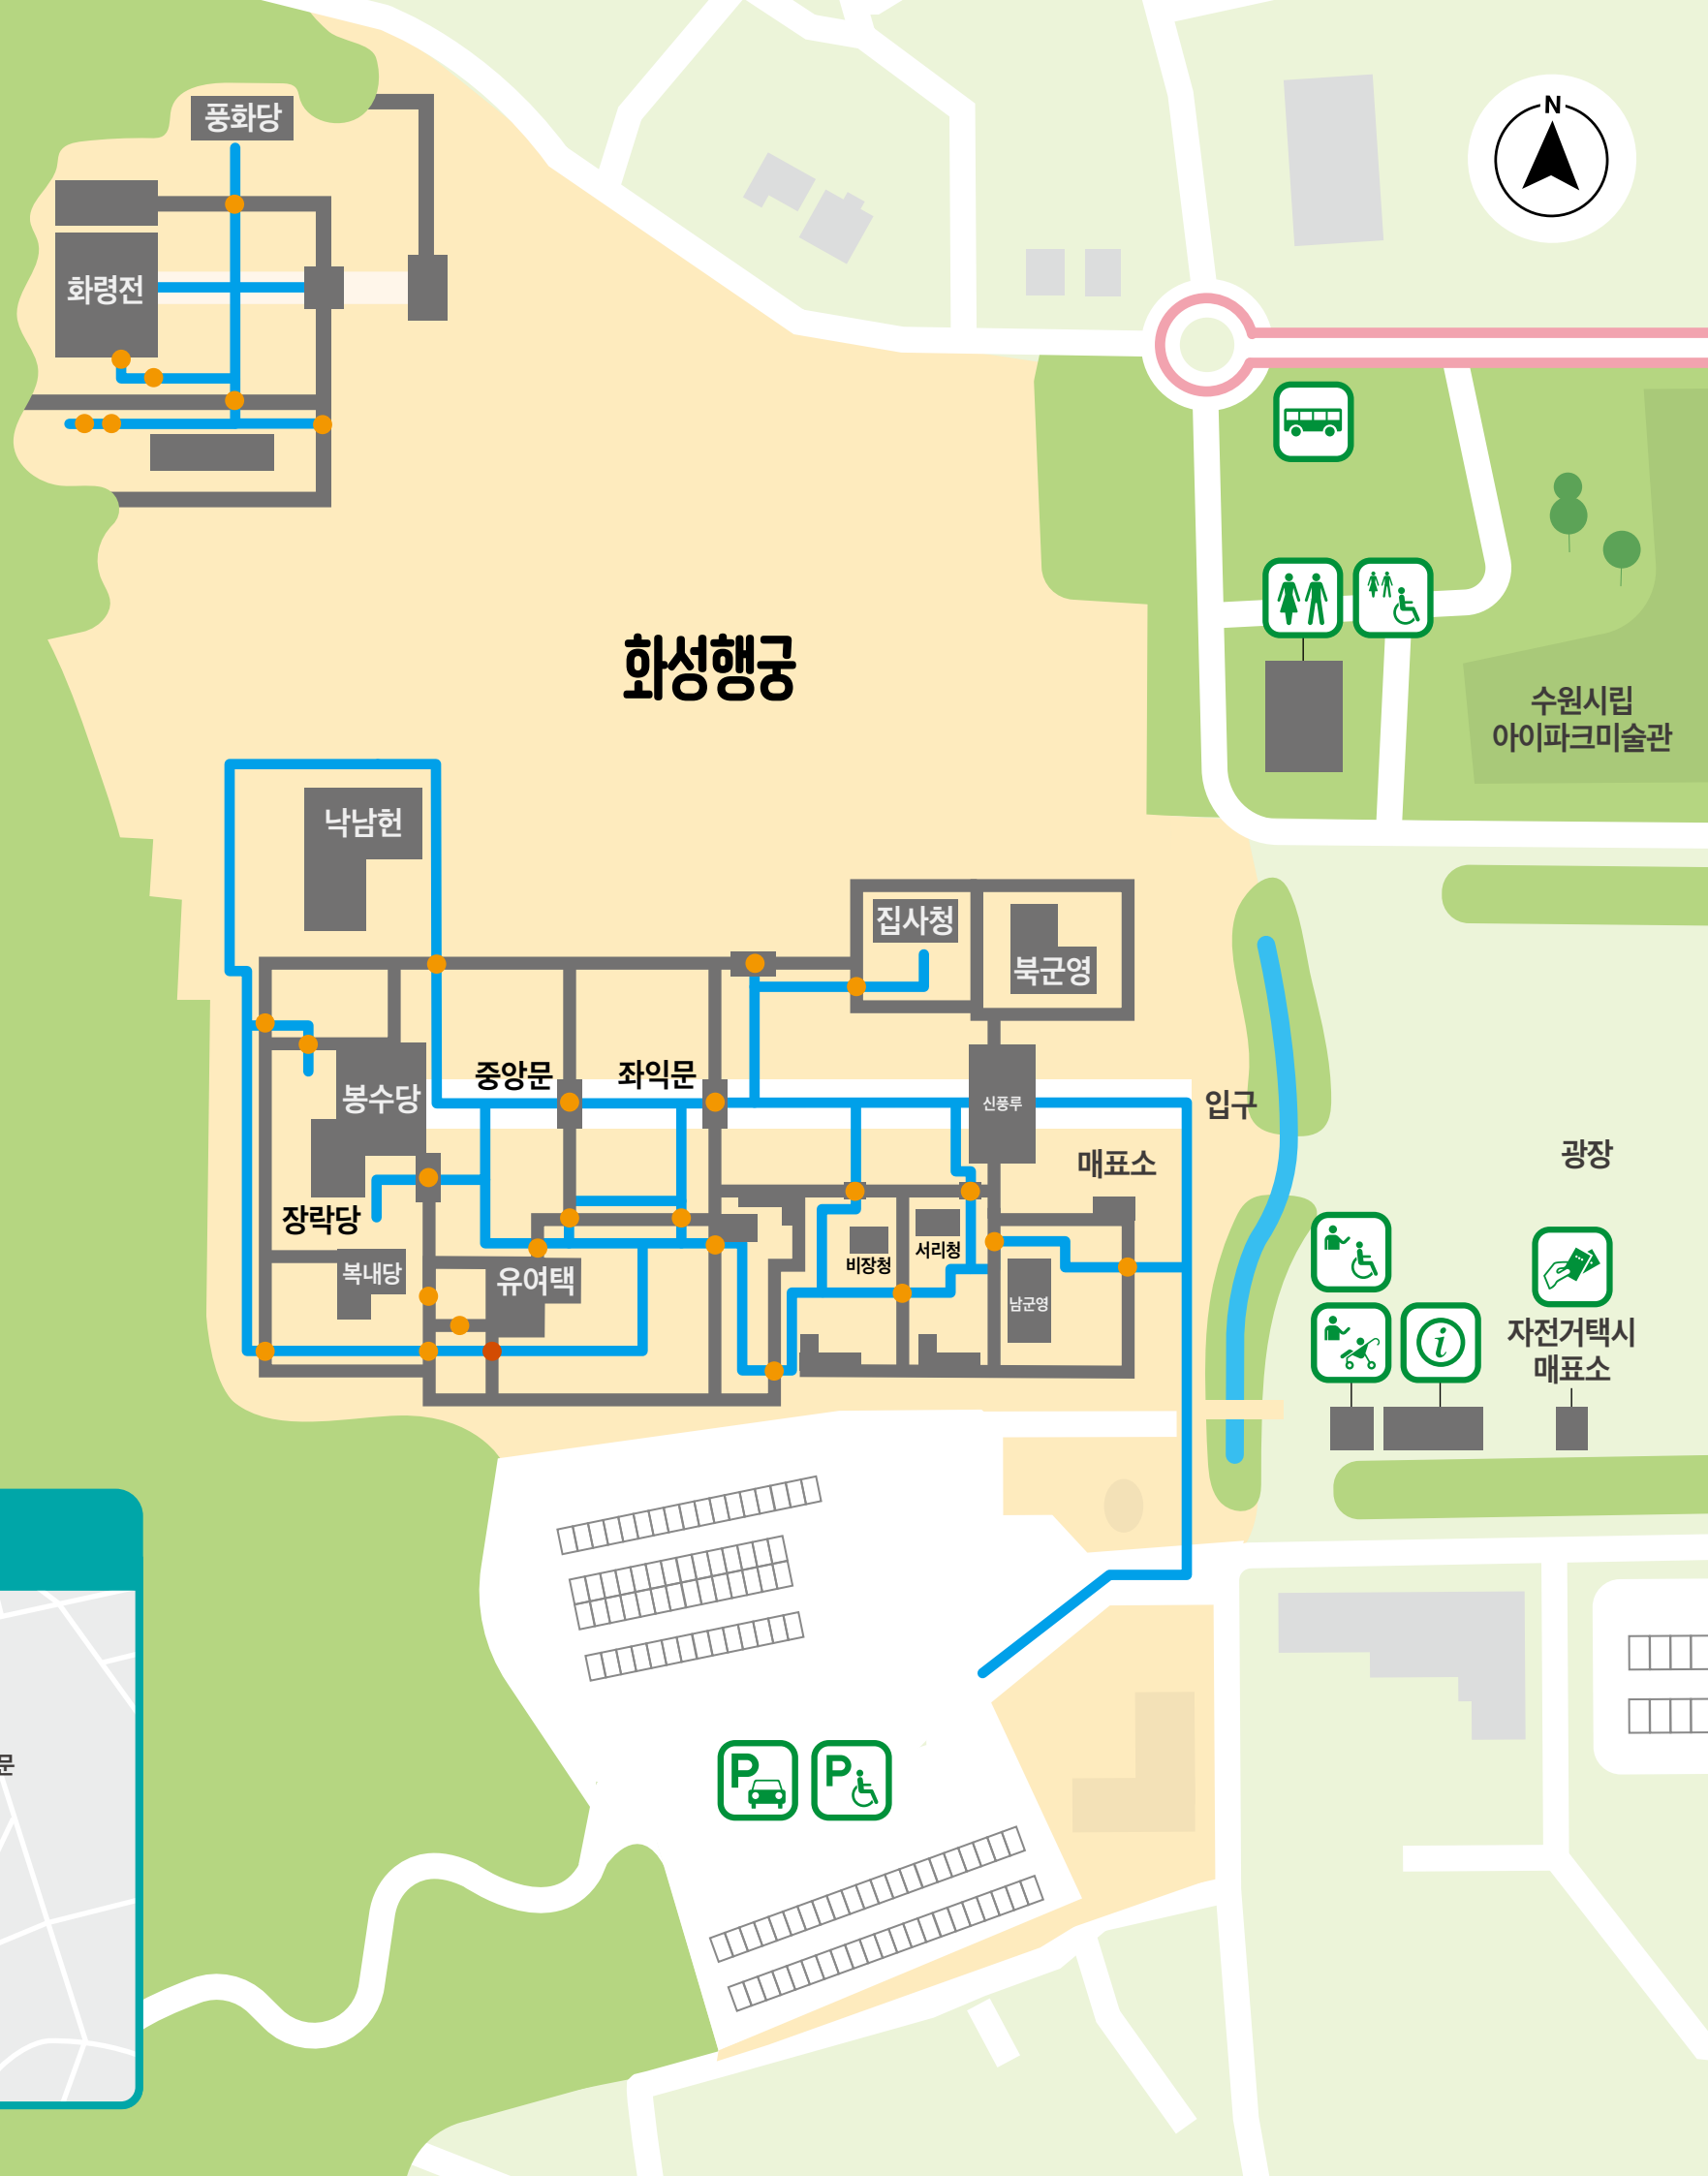 풍화당
N
화령전
화성행궁
수원시립
아이파크미술관
낙남헌
집사청
북군영
중앙문
좌익문
봉수당
신풍루
입구
매표소
광장
장락당
비장청
서리청
복내당
유여택
남군영
i
자전거택시
매표소
P
P
문